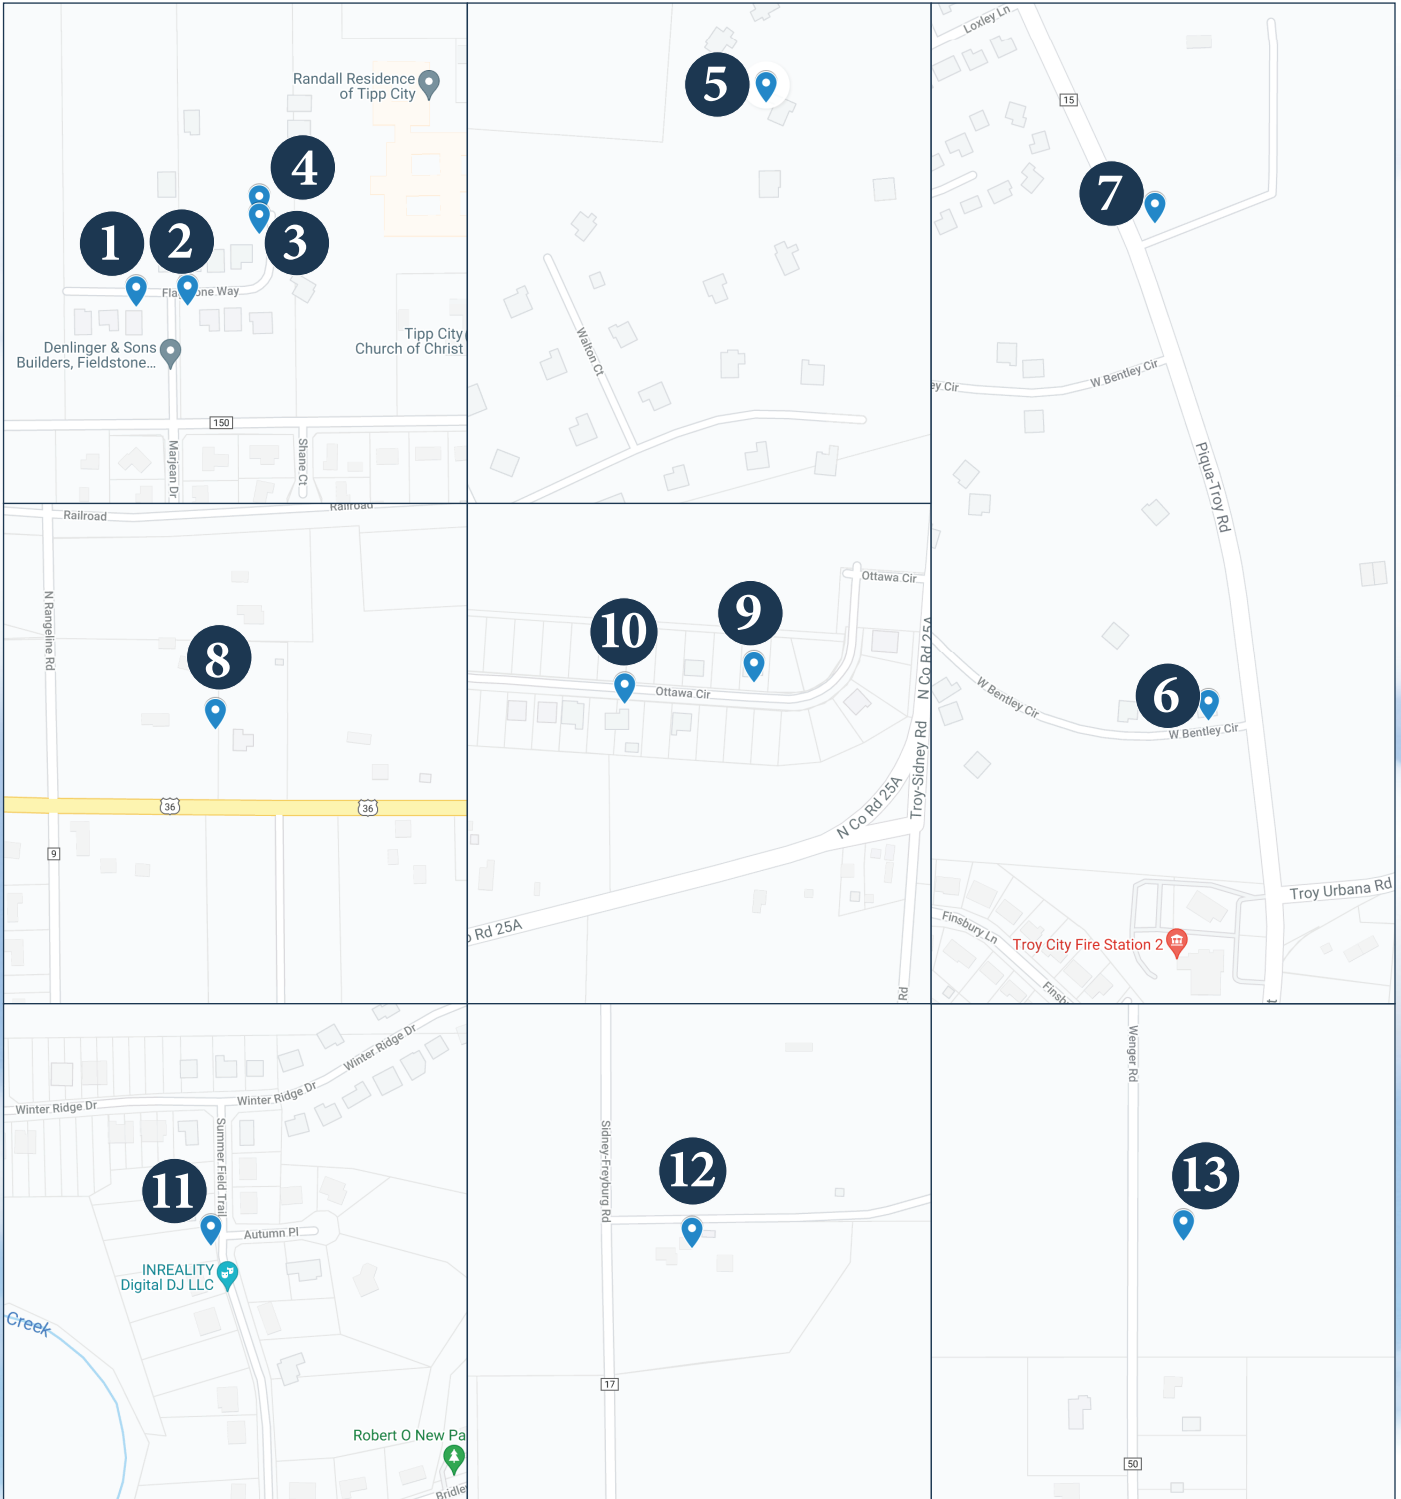 Randall Residence
of Tipp City
4
1
2
3
Way
Denlinger & Sons
Builders, Fieldstone...
Tipp City
Church of Christ
150
Marjean Dr
Shane Ct
5
Walton Ct
Loxley Ln
15
7
W Bentley Cir
ey Cir
Piqua-Troy Rd
6
W Bentley Cir
W Bentley Cir
Troy Urbana Rd
Finsbury Ln
Troy City Fire Station 2
Finsb
Railroad
Railroad
N Rangeline Rd
8
36
36
9
Ottawa Cir
9
10
Ottawa Cir
N Co Rd 25A
Troy-Sidney Rd
N Co Rd 25A
o Rd 25A
Rd
Winter Ridge Dr
Winter Ridge Dr
Winter Ridge Dr
Summer Field Trail
11
Autumn Pl
INREALITY
Digital DJ LLC
Creek
Robert O New Pa
Bridle
Sidney-Freyburg Rd
12
17
Wenger Rd
13
50